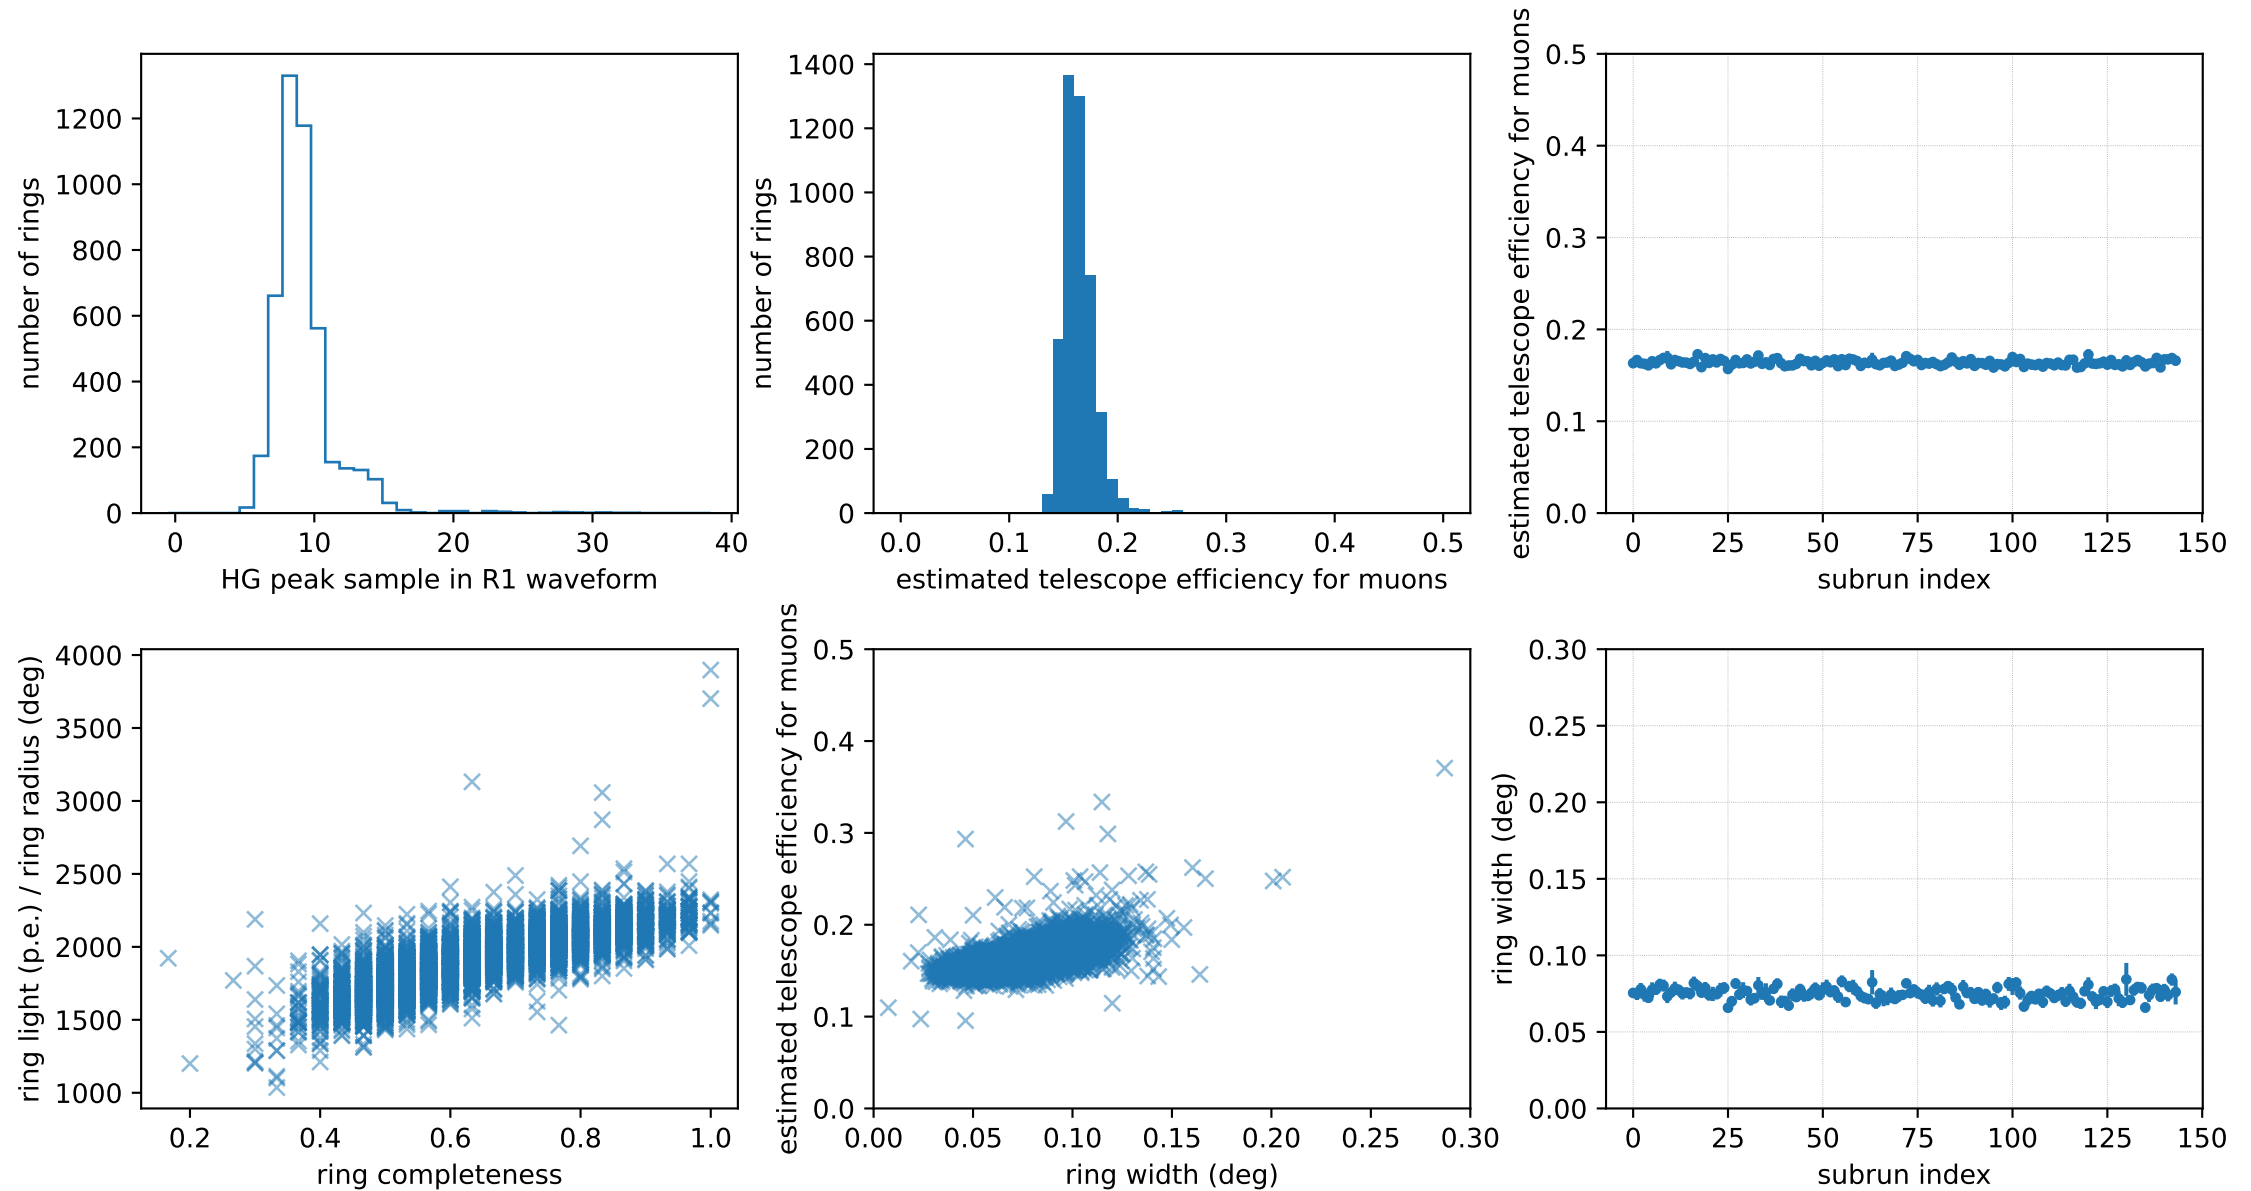 number of rings
1200
1000
800
600
400
200
0
0 10 20 30 40
HG peak sample in R1 waveform
number of rings
1400
1200
1000
800
600
400
200
0
0.0 0.1 0.2 0.3 0.4 0.5
estimated telescope efficiency for muons
estimated telescope efficiency for muons
0.5
0.4
0.3
0.2
0.1
0.0
0 25 50 75 100 125 150
subrun index
ring light (p.e.) / ring radius (deg)
4000
3500
3000
2500
2000
1500
1000
0.2 0.4 0.6 0.8 1.0
ring completeness
estimated telescope efficiency for muons
0.5
0.4
0.3
0.2
0.1
0.0
0.00 0.05 0.10 0.15 0.20 0.25 0.30
ring width (deg)
ring width (deg)
0.30
0.25
0.20
0.15
0.10
0.05
0.00
0 25 50 75 100 125 150
subrun index